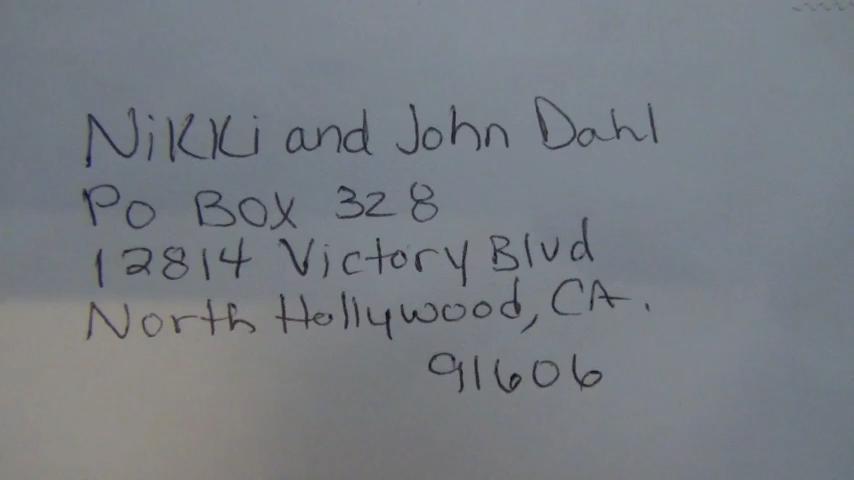 Nikki and John Dahl
PO BOX 328
12814 Victory Blvd
North Hollywood, CA.
91606